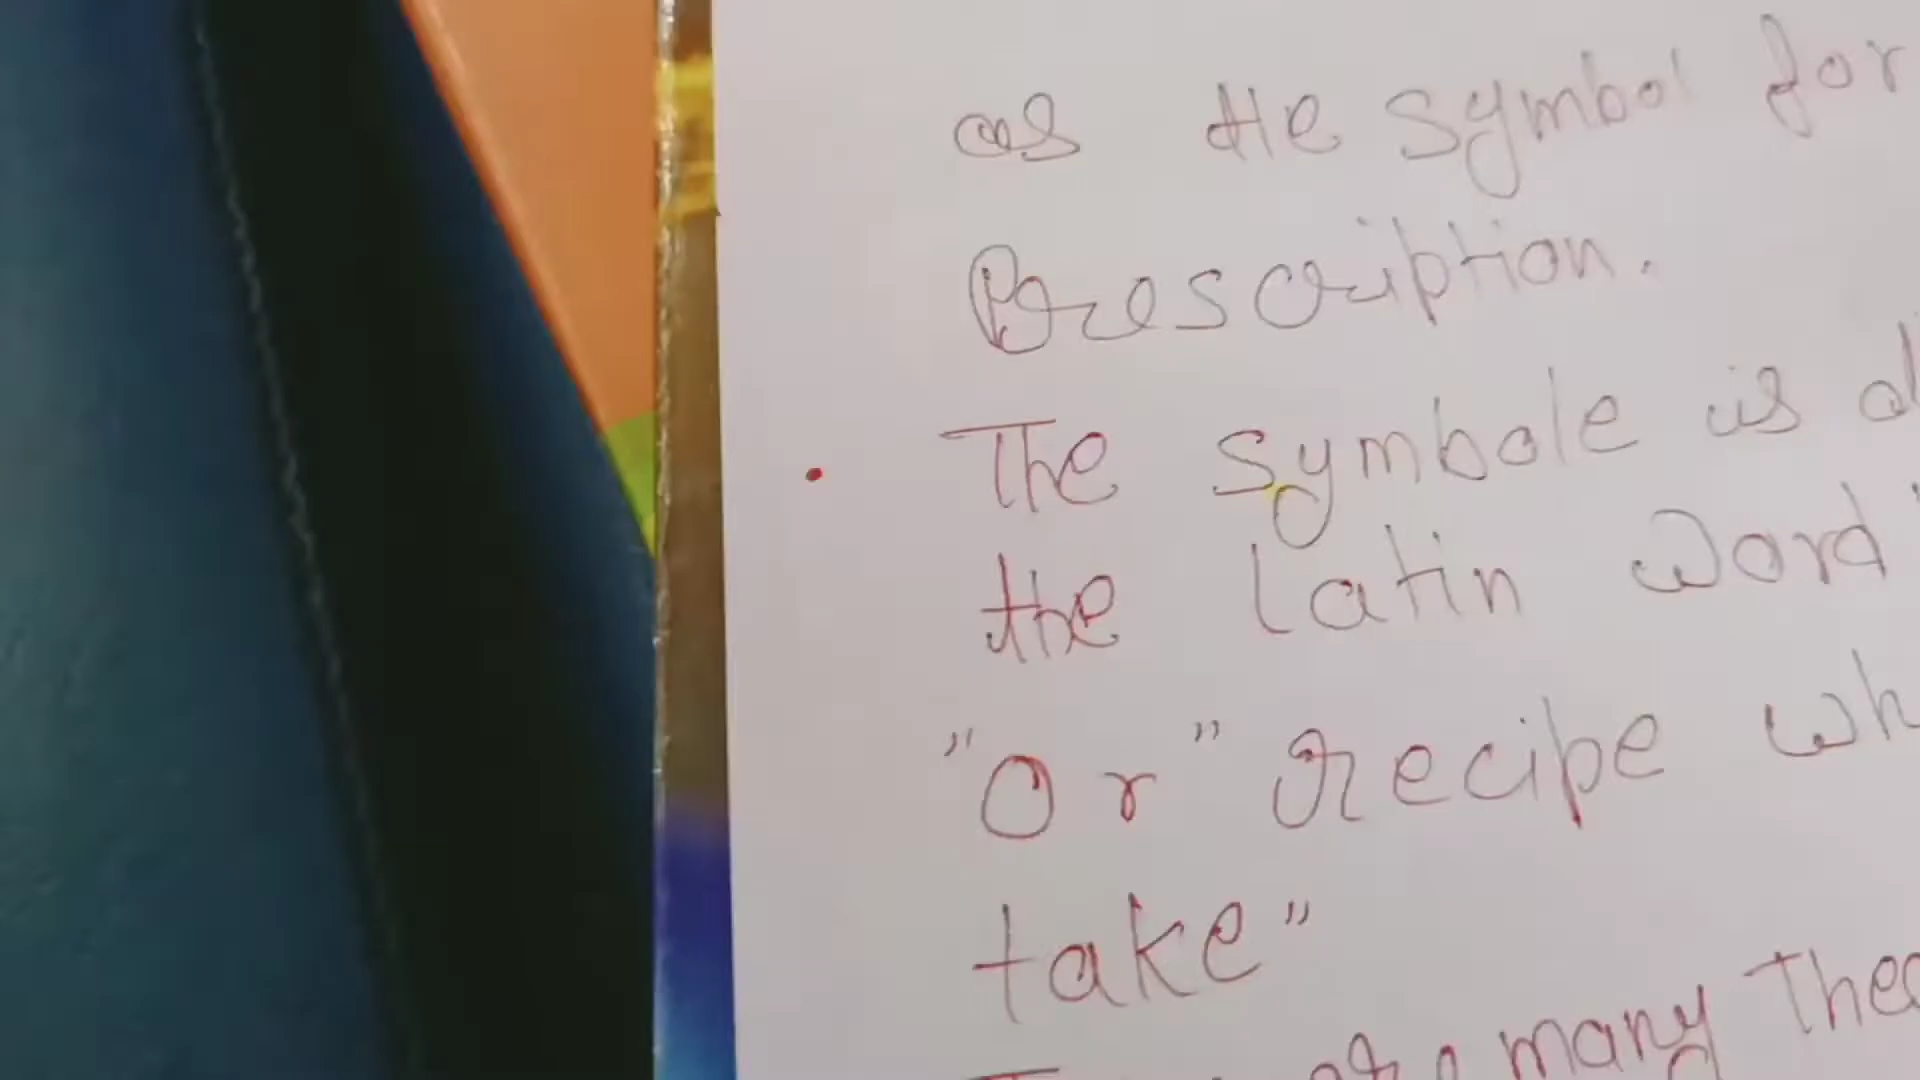 as the symbol for
Prescription.
• The symbole is
the Latin word "
"Or" recipe
take"
many